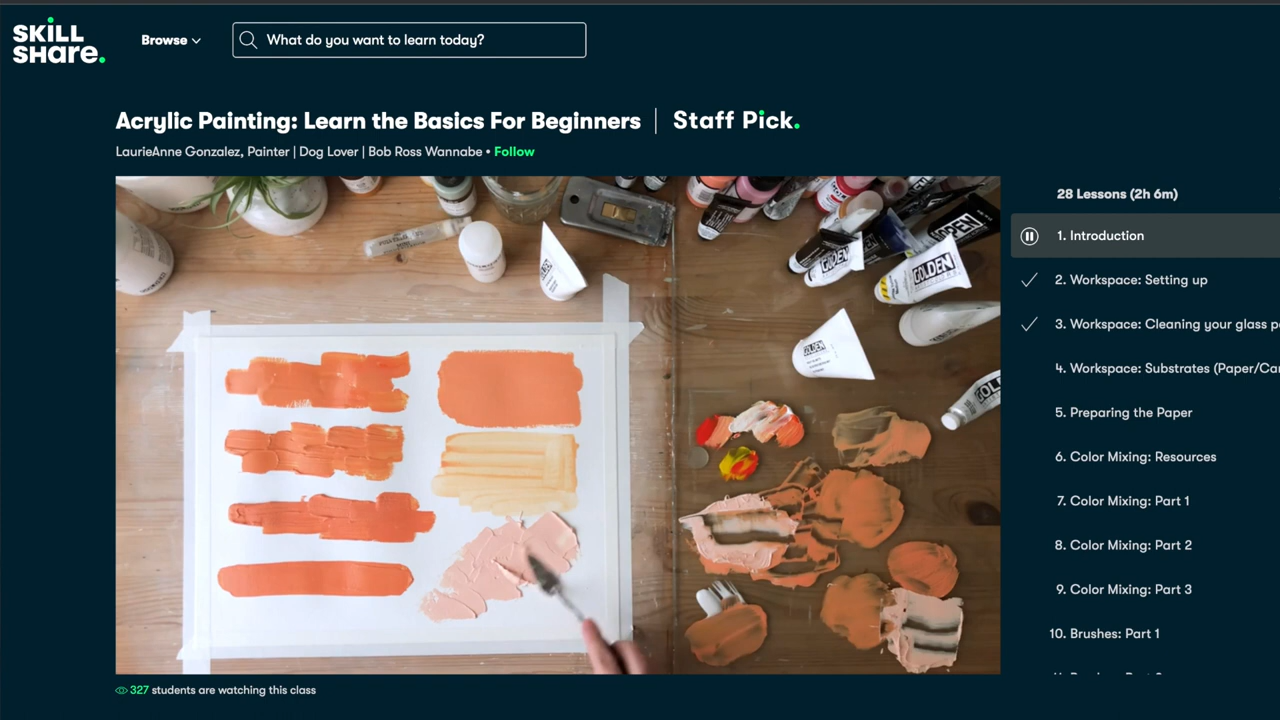 SKILL
SHare.
Browse
What do you want to learn today?
Acrylic Painting: Learn the Basics For Beginners | Staff Pick.
LaurieAnne Gonzalez, Painter | Dog Lover | Bob Ross Wannabe • Follow
28 Lessons (2h 6m)
1. Introduction
2. Workspace: Setting up
3. Workspace: Cleaning your glass
4. Workspace: Substrates (Paper/
5. Preparing the Paper
6. Color Mixing: Resources
7. Color Mixing: Part 1
8. Color Mixing: Part 2
9. Color Mixing: Part 3
10. Brushes: Part 1
OPEN
GOLDEN
GOLDEN
GOLDEN
327 students are watching this class